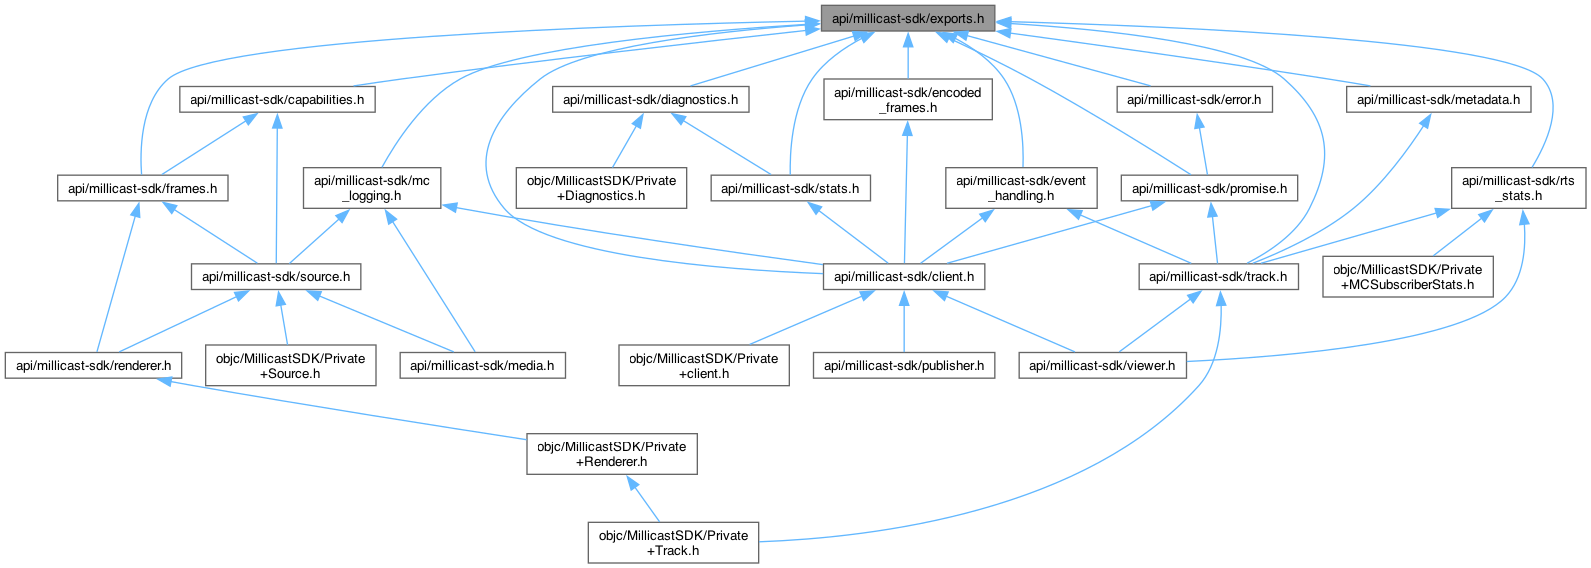 api/millicast-sdk/exports.h
api/millicast-sdk/capabilities.h
api/millicast-sdk/diagnostics.h
api/millicast-sdk/encoded
_frames.h
api/millicast-sdk/error.h
api/millicast-sdk/metadata.h
api/millicast-sdk/frames.h
api/millicast-sdk/mc
_logging.h
objc/MillicastSDK/Private
+Diagnostics.h
api/millicast-sdk/stats.h
api/millicast-sdk/event
_handling.h
api/millicast-sdk/promise.h
api/millicast-sdk/rts
_stats.h
api/millicast-sdk/source.h
api/millicast-sdk/client.h
api/millicast-sdk/track.h
objc/MillicastSDK/Private
+MCSubscriberStats.h
api/millicast-sdk/renderer.h
objc/MillicastSDK/Private
+Source.h
api/millicast-sdk/media.h
objc/MillicastSDK/Private
+client.h
api/millicast-sdk/publisher.h
api/millicast-sdk/viewer.h
objc/MillicastSDK/Private
+Renderer.h
objc/MillicastSDK/Private
+Track.h